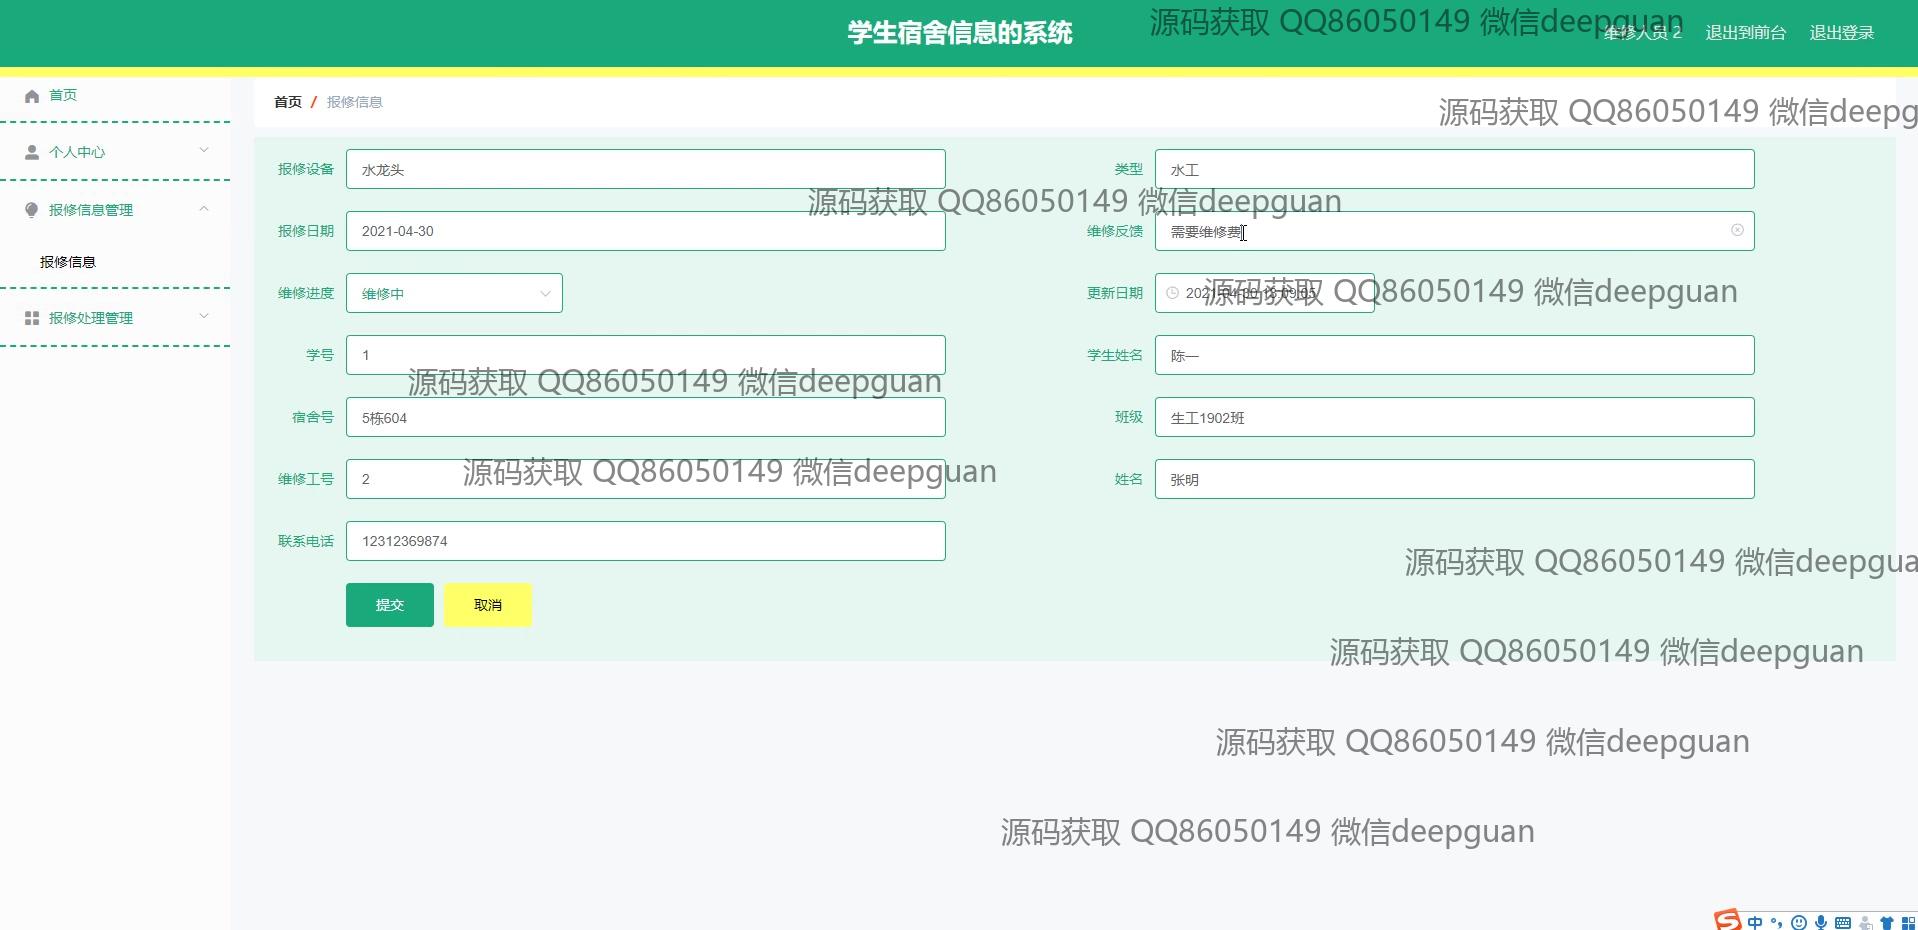 学生宿舍信息的系统
源码获取 QQ86050149 微信deepguan
维修人员 2 退出到前台 退出登录
首页
个人中心
报修信息管理
报修信息
报修处理管理
首页 / 报修信息
源码获取 QQ86050149 微信deepg
报修设备 水龙头 类型 水工
源码获取 QQ86050149 微信deepguan
报修日期 2021-04-30 维修反馈 需要维修费
维修进度 维修中 更新日期
源码获取 QQ86050149 微信deepguan
学号 1 学生姓名 陈一
源码获取 QQ86050149 微信deepguan
宿舍号 5栋604 班级 生工1902班
维修工号 2 姓名 张明
源码获取 QQ86050149 微信deepguan
联系电话 12312369874
源码获取 QQ86050149 微信deepgua
提交 取消
源码获取 QQ86050149 微信deepguan
源码获取 QQ86050149 微信deepguan
源码获取 QQ86050149 微信deepguan
中